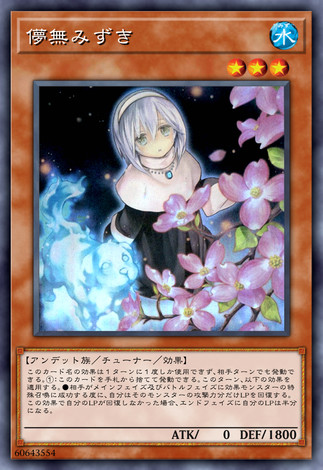 儚無みずき
水
【アンデット族/チューナー/効果】
このカード名の効果は1ターンに1度しか使用できず、相手ターンでも発動で
きる。①:このカードを手札から捨てて発動できる。このターン、以下の効果を
適用する。●相手がメインフェイズ及びバトルフェイズに効果モンスターの特
殊召喚に成功する度に、自分はそのモンスターの攻撃力分だけLPを回復する。
この効果で自分のLPが回復しなかった場合、エンドフェイズに自分のLPは半分
になる。
ATK/ 0 DEF/1800
60643554